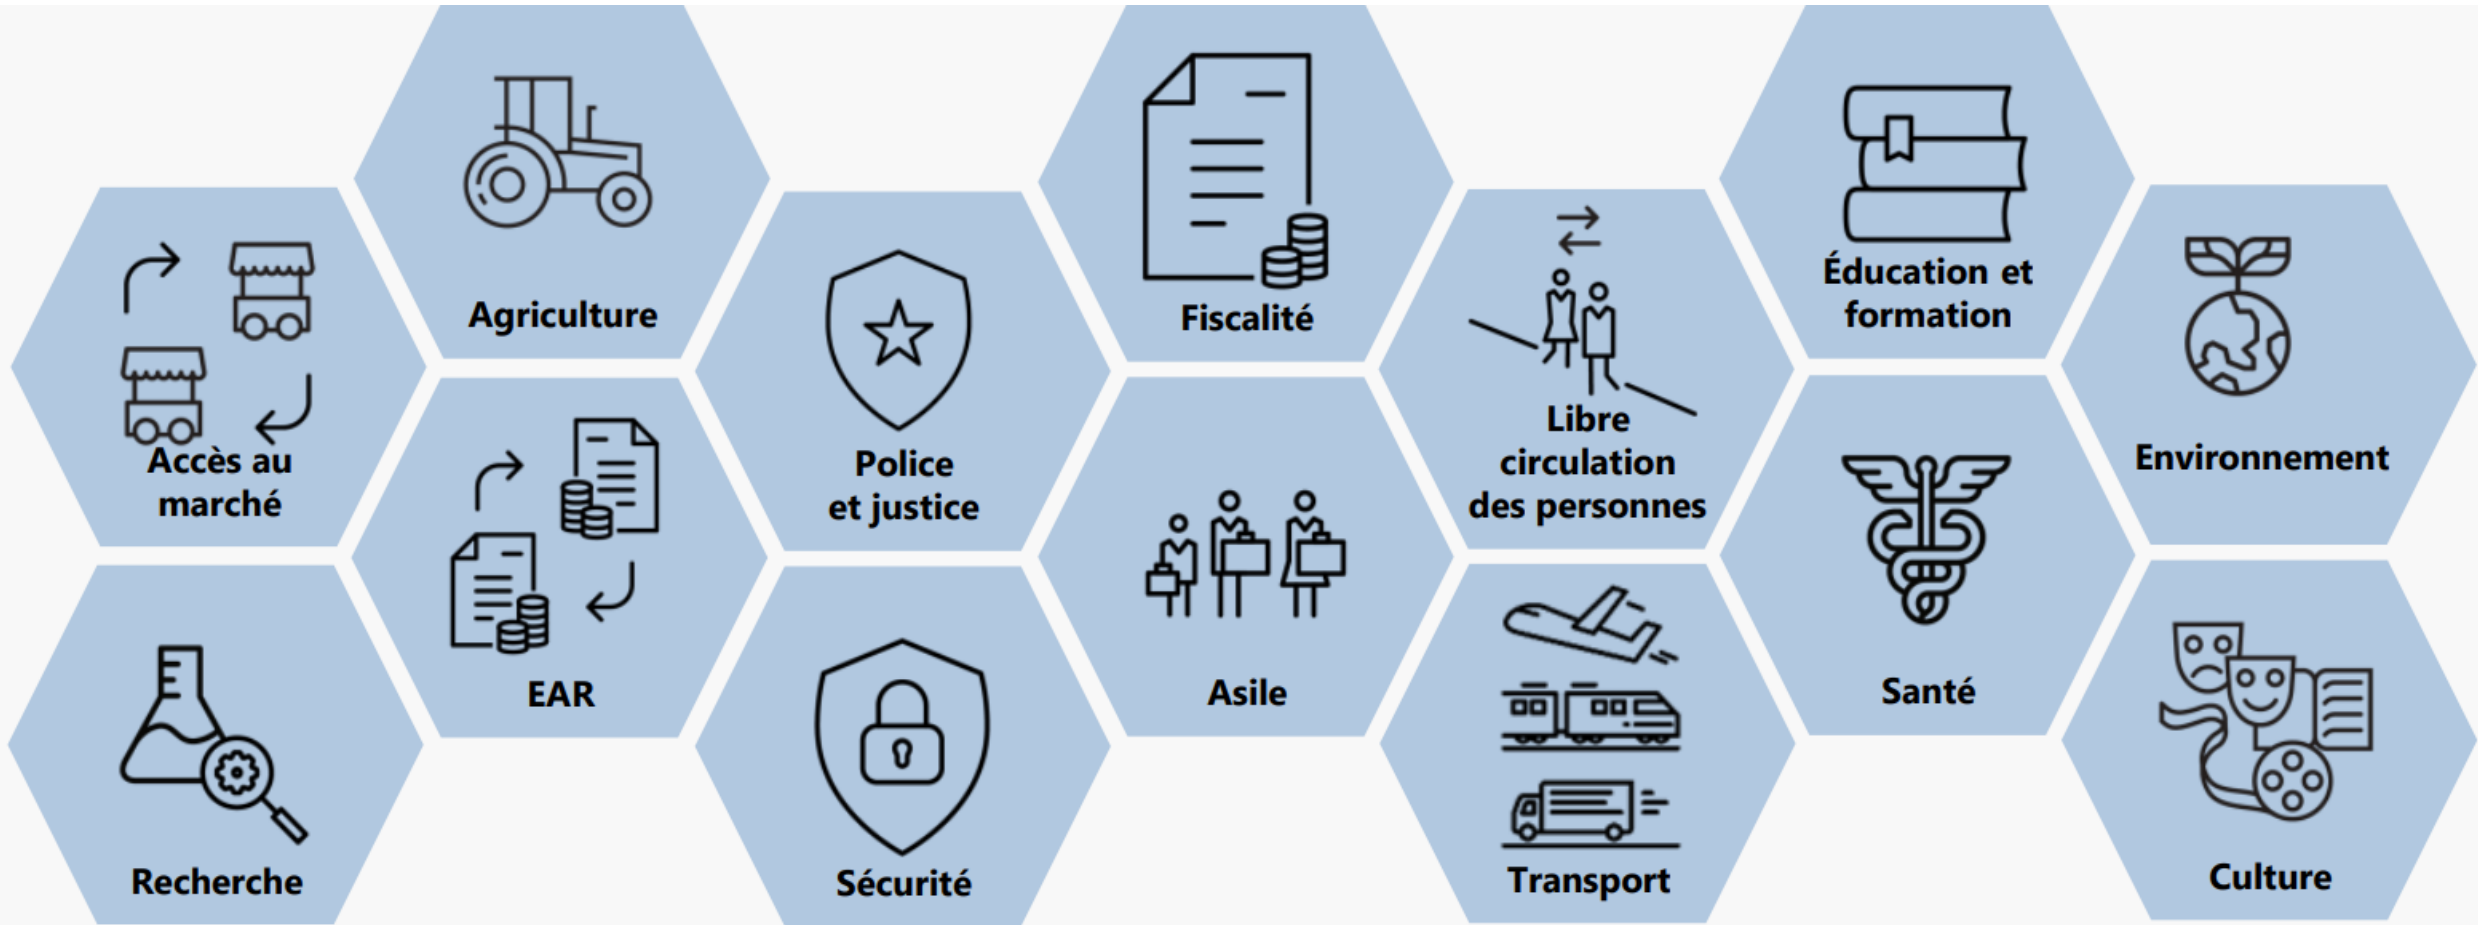 Accès au
marché
Recherche
Agriculture
EAR
Police
et justice
Sécurité
Fiscalité
Asile
Libre
circulation
des personnes
Transport
Éducation et
formation
Santé
Environnement
Culture